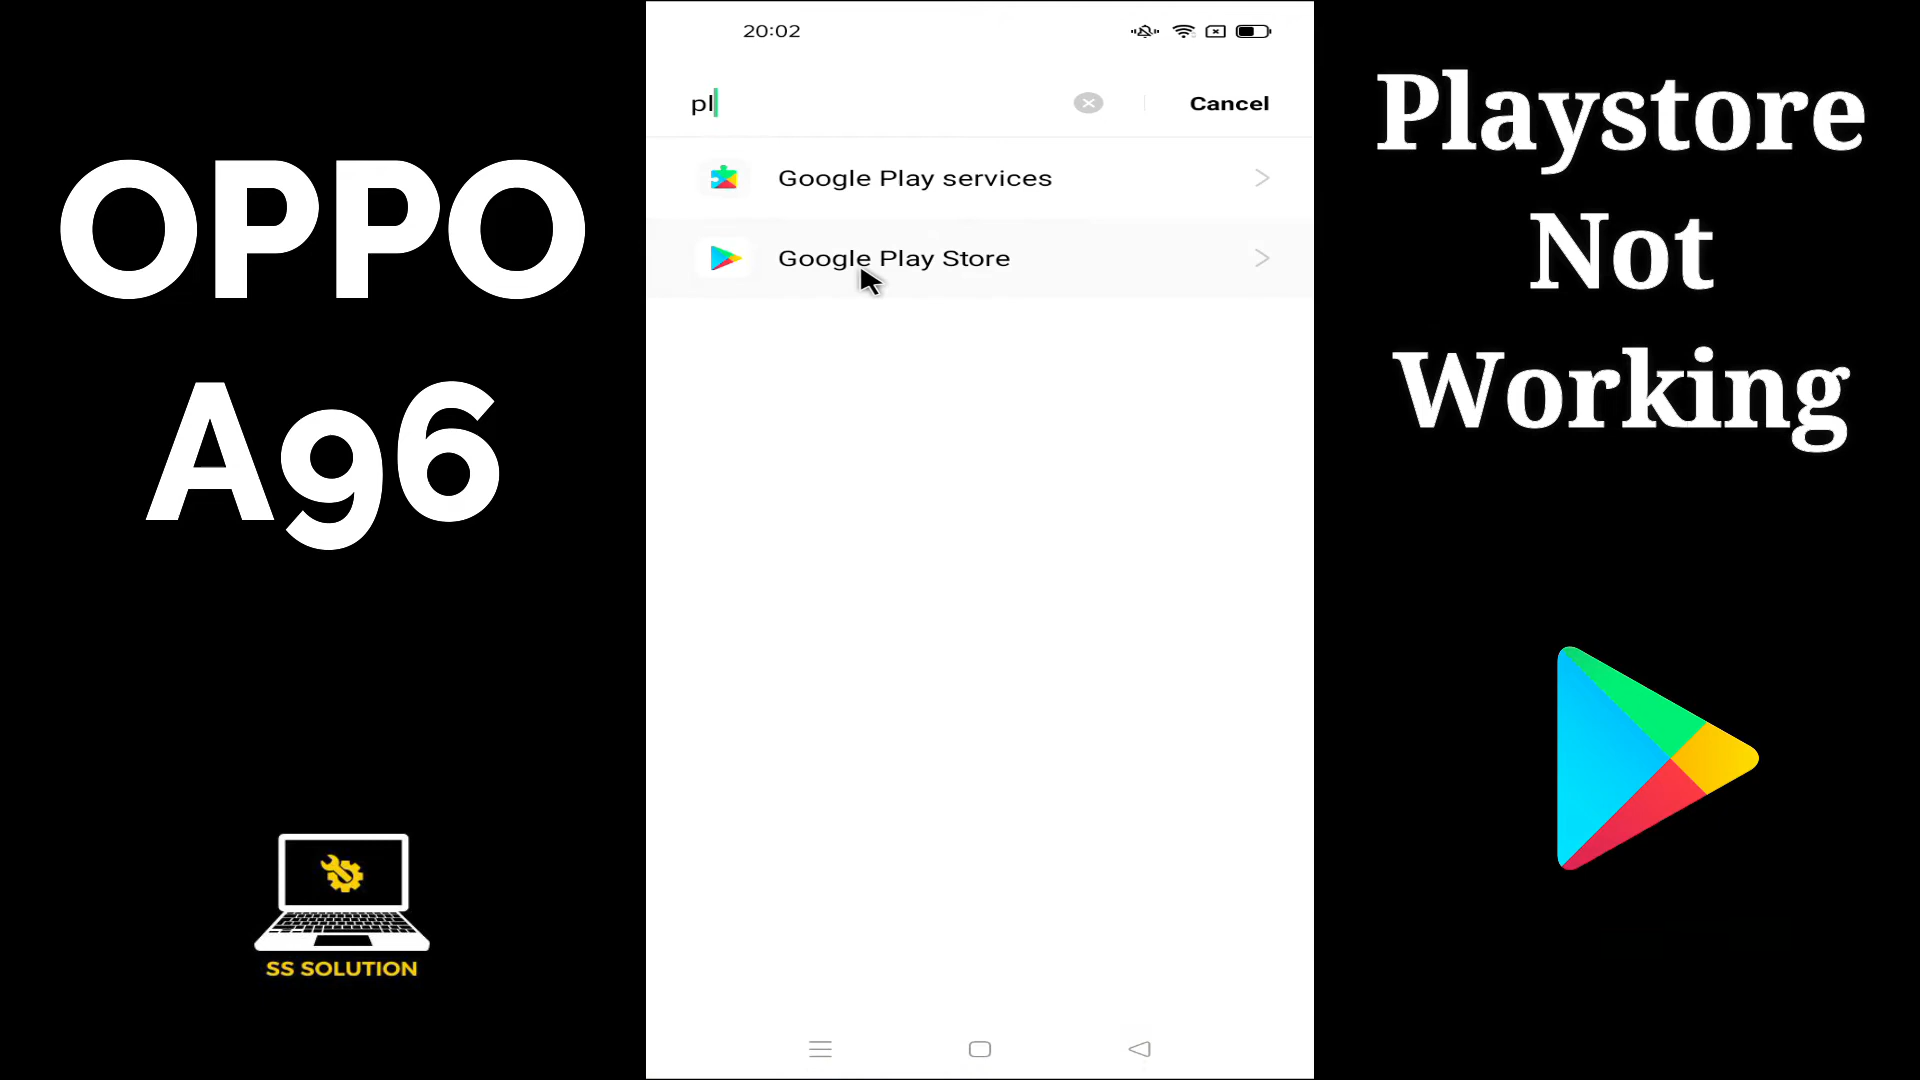 OPPO
A96
SS SOLUTION
20:02
pl
Cancel
Google Play services
Google Play Store
Playstore
Not
Working